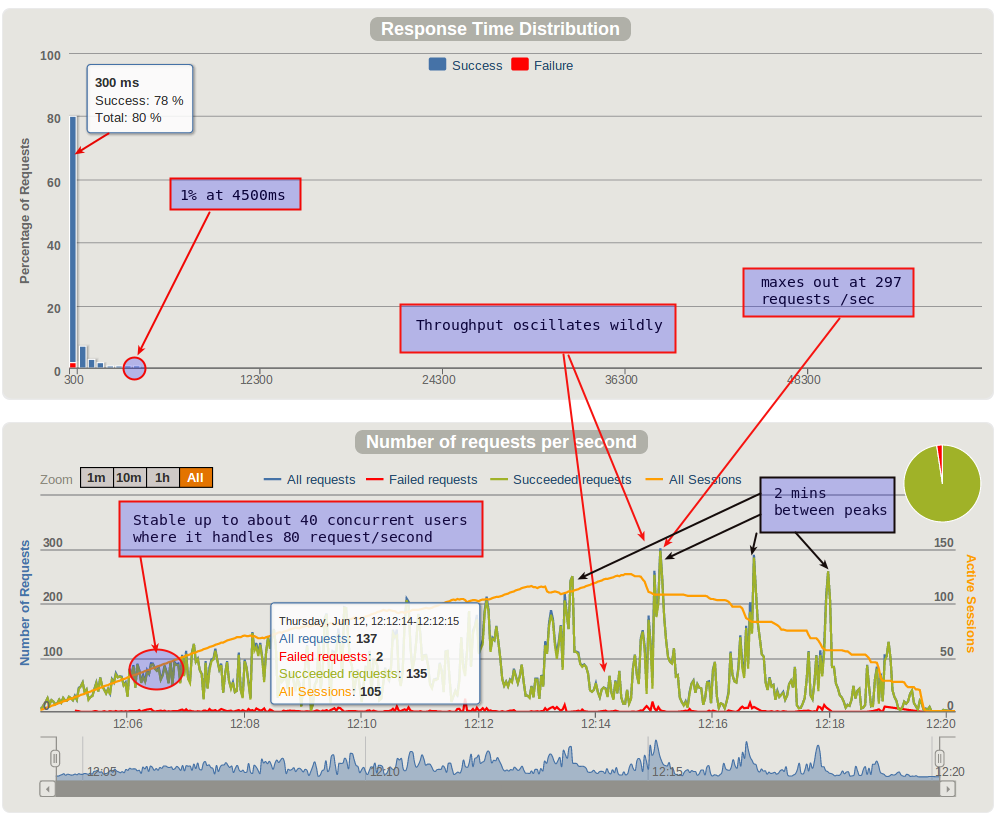 Response Time Distribution
Success Failure
Percentage of Requests
100
80
60
40
20
0
300 ms
Success: 78 %
Total: 80 %
1% at 4500ms
Throughput oscillates wildly
maxes out at 297
requests /sec
300 12300 24300 36300 48300
Number of requests per second
Zoom 1m 10m 1h All
All requests Failed requests Succeeded requests All Sessions
2 mins
between peaks
Stable up to about 40 concurrent users
where it handles 80 request/second
Number of Requests
300
200
100
0
Thursday, Jun 12, 12:12:14-12:12:15
All requests: 137
Failed requests: 2
Succeeded requests: 135
All Sessions: 105
150
100
50
0
Active Sessions
12:06 12:08 12:10 12:12 12:14 12:16 12:18 12:20
12:05 12:10 12:15 12:20